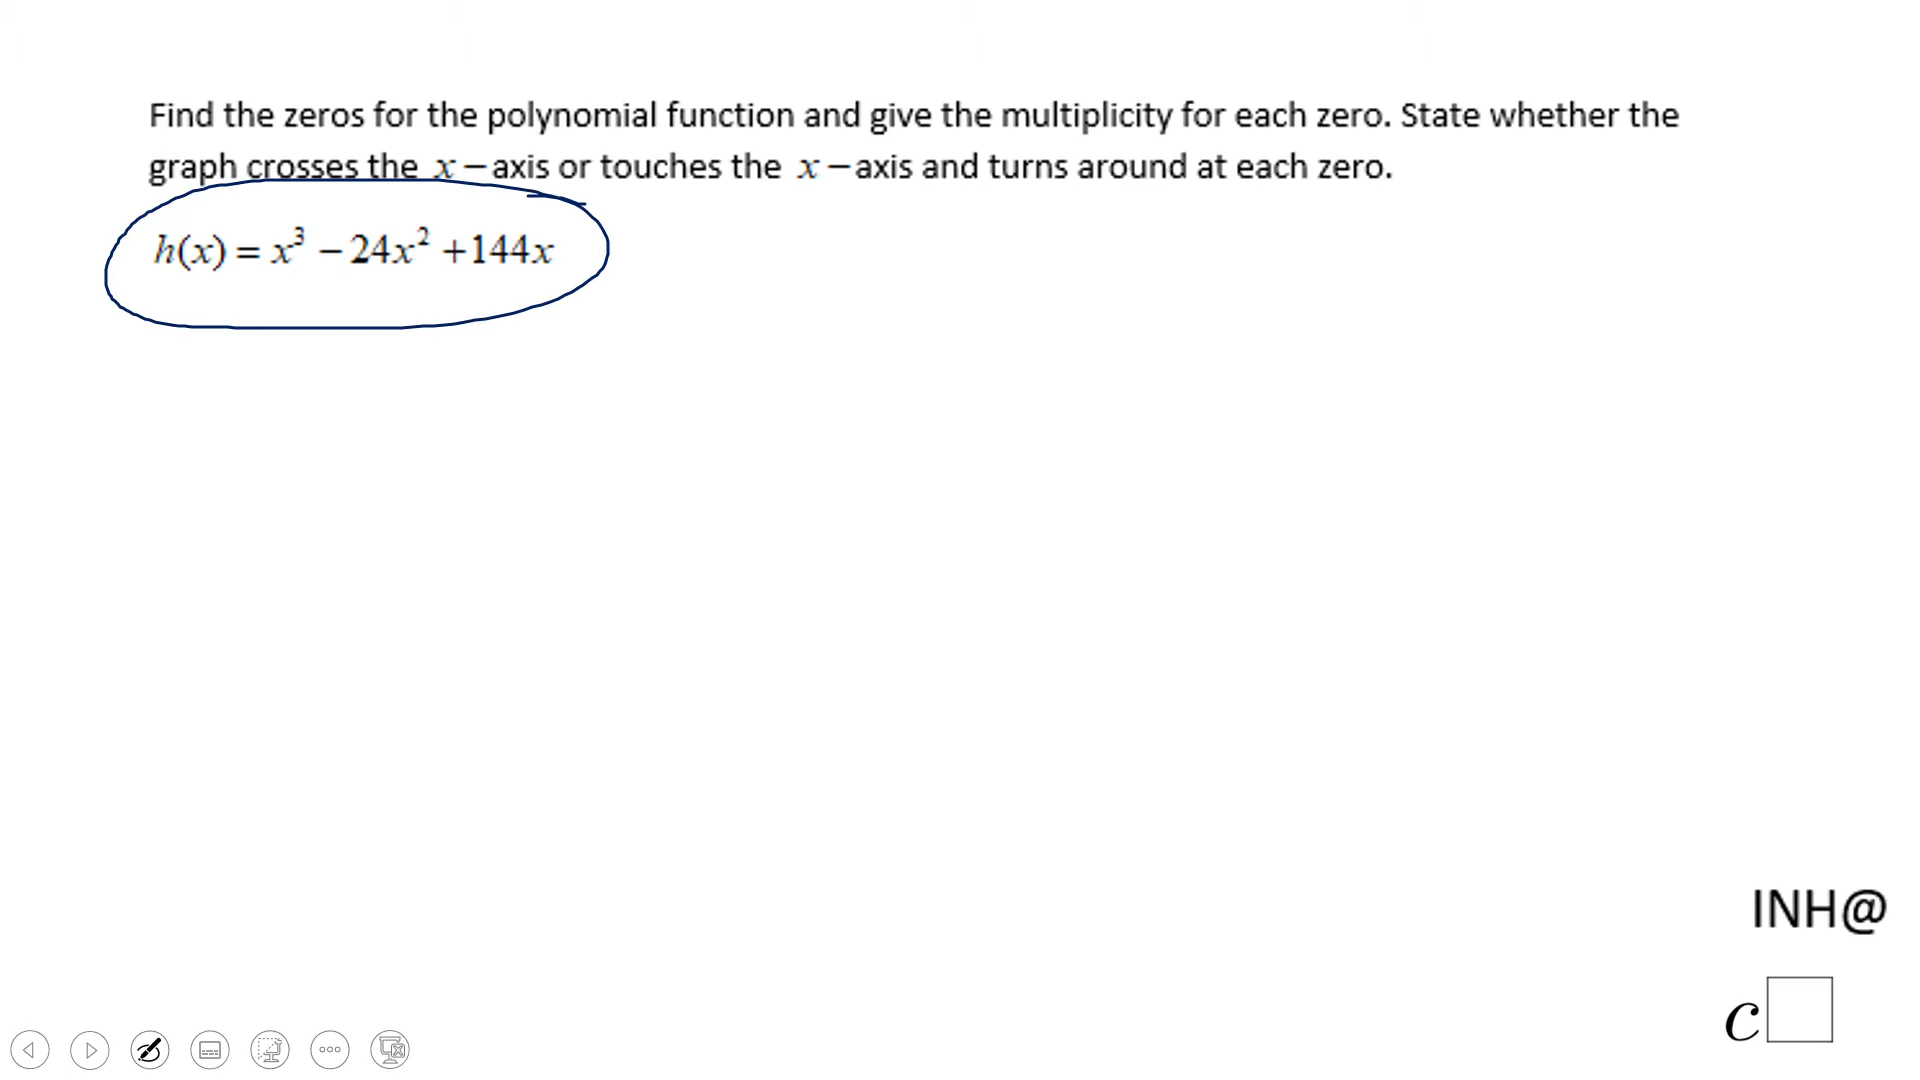 Find the zeros for the polynomial function and give the multiplicity for each zero. State whether the
graph crosses the x – axis or touches the x – axis and turns around at each zero.
h(x) = x³ – 24x² +144x
INH@
c